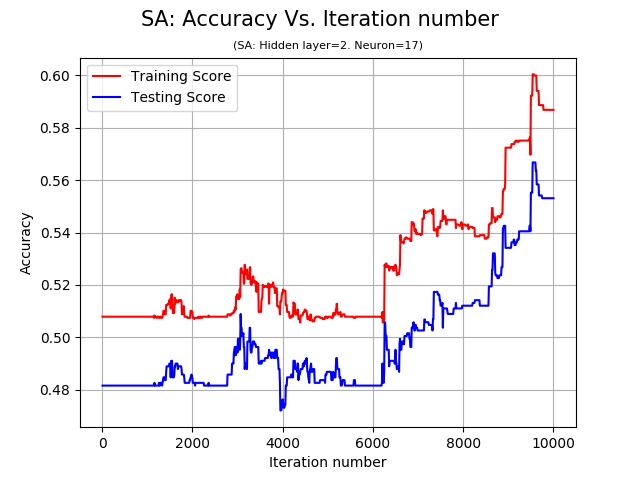 SA: Accuracy Vs. Iteration number
(SA: Hidden layer=2. Neuron=17)
Training Score
Testing Score
0.60
0.58
0.56
0.54
0.52
0.50
0.48
Accuracy
0 2000 4000 6000 8000 10000
Iteration number